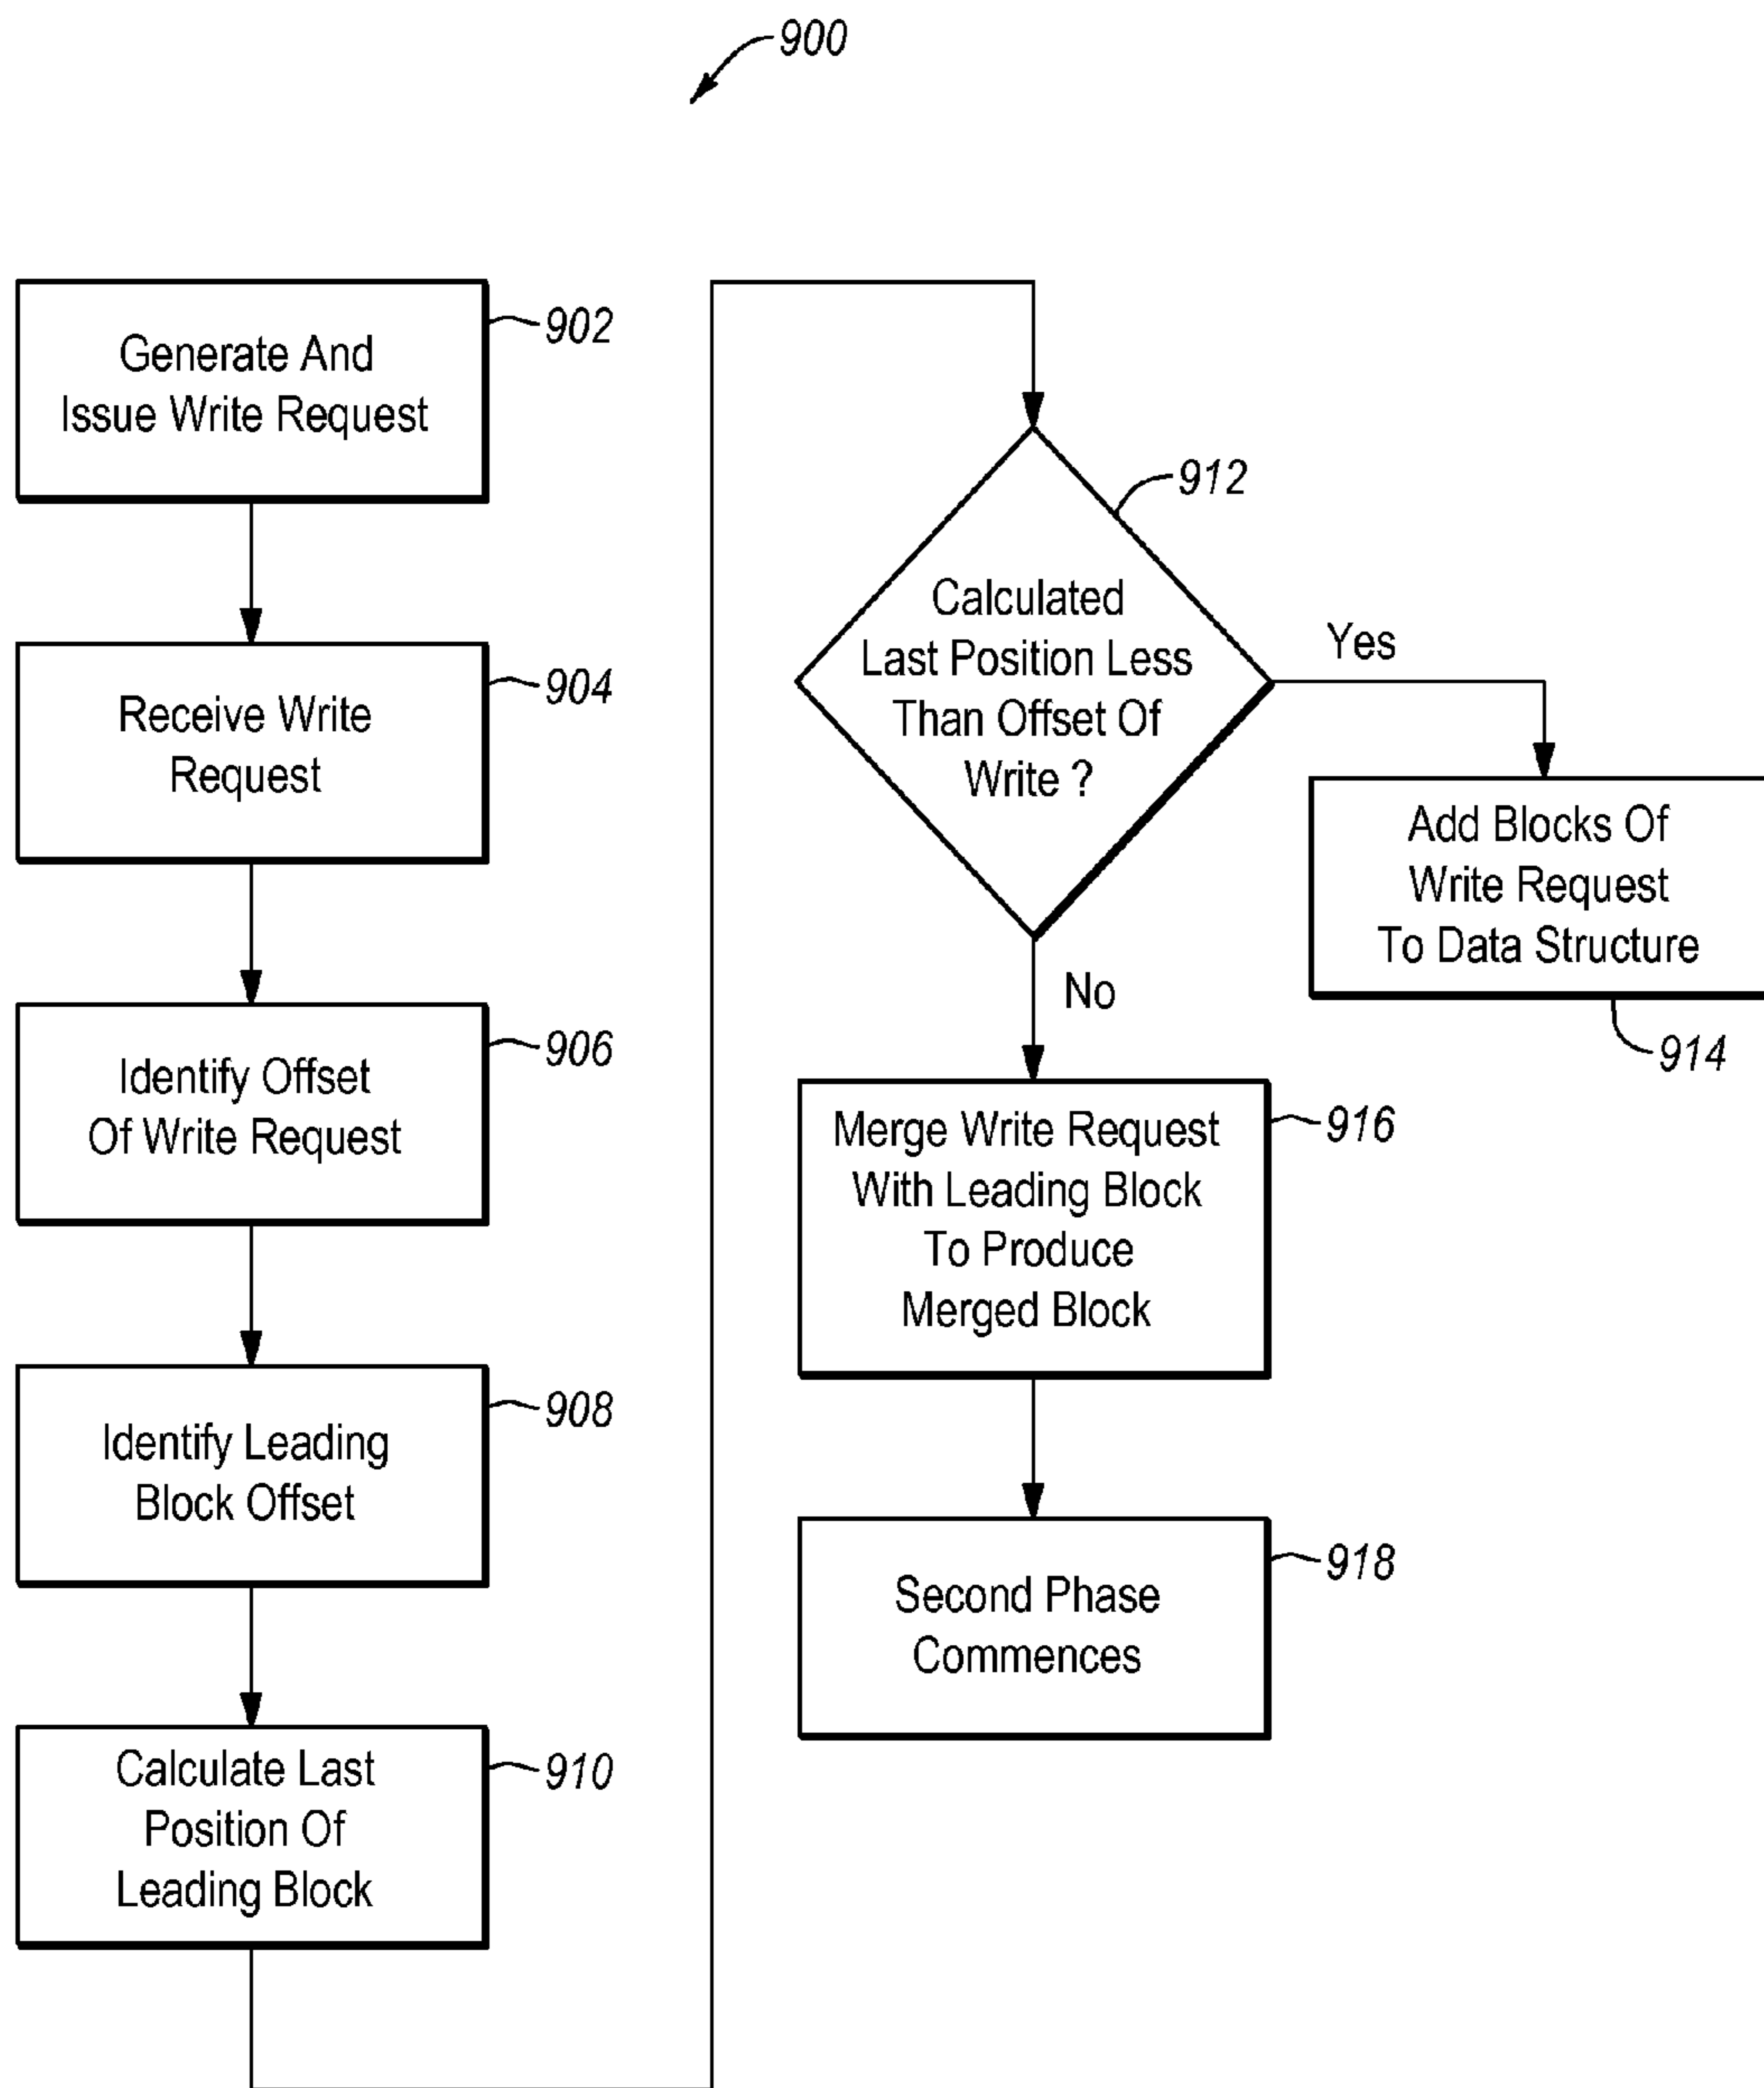 900
Generate And
Issue Write Request
902
Receive Write
Request
904
Identify Offset
Of Write Request
906
Identify Leading
Block Offset
908
Calculate Last
Position Of
Leading Block
910
Calculated
Last Position Less
Than Offset Of
Write ?
912
Yes
Add Blocks Of
Write Request
To Data Structure
914
No
Merge Write Request
With Leading Block
To Produce
Merged Block
916
Second Phase
Commences
918